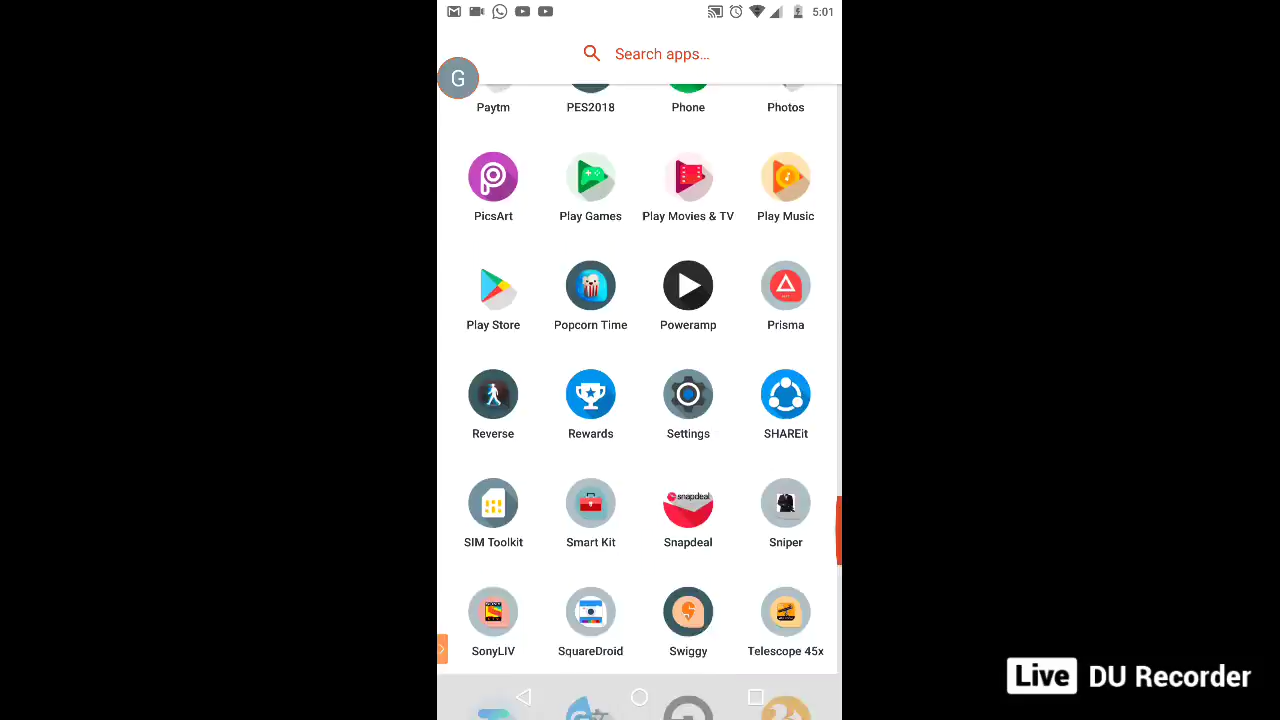 5:01
Search apps...
G
Paytm PES2018 Phone Photos
PicsArt Play Games Play Movies & TV Play Music
Play Store Popcorn Time Poweramp Prisma
Reverse Rewards Settings SHAREit
snapdeal
SIM Toolkit Smart Kit Snapdeal Sniper
SonyLIV SquareDroid Swiggy Telescope 45x
Live DU Recorder